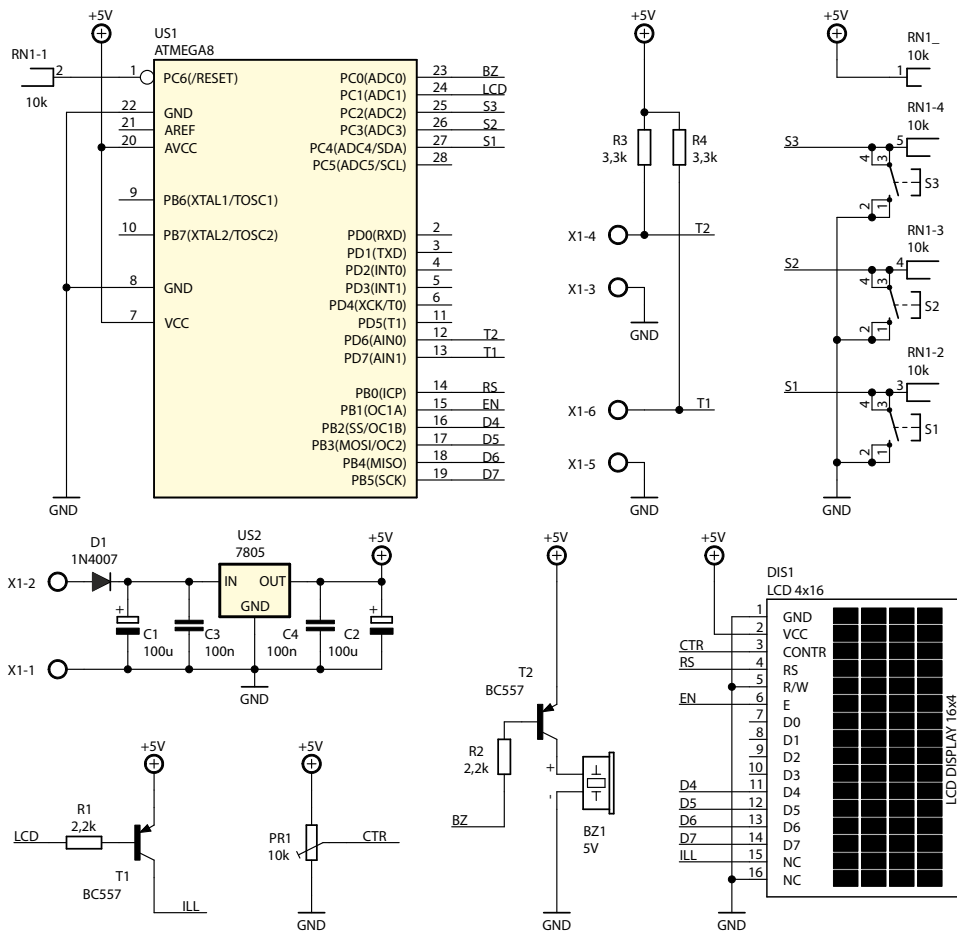 +5V
US1
ATMEGA8
RN1-1
2
10k
1 PC6(/RESET)
22 GND
21 AREF
20 AVCC
9 PB6(XTAL1/TOSC1)
10 PB7(XTAL2/TOSC2)
8 GND
7 VCC
PC0(ADC0) 23 BZ
PC1(ADC1) 24 LCD
PC2(ADC2) 25 S3
PC3(ADC3) 26 S2
PC4(ADC4/SDA) 27 S1
PC5(ADC5/SCL) 28
PD0(RXD) 2
PD1(TXD) 3
PD2(INT0) 4
PD3(INT1) 5
PD4(XCK/T0) 6
PD5(T1) 11
PD6(AIN0) 12 T2
PD7(AIN1) 13 T1
PB0(ICP) 14 RS
PB1(OC1A) 15 EN
PB2(SS/OC1B) 16 D4
PB3(MOSI/OC2) 17 D5
PB4(MISO) 18 D6
PB5(SCK) 19 D7
GND
+5V
R3
3,3k
R4
3,3k
X1-4
T2
X1-3
GND
X1-6
T1
X1-5
GND
+5V
RN1_
1
10k
RN1-4
10k
S3
5
4
3
S3
2
1
RN1-3
10k
S2
4
4
3
S2
2
1
RN1-2
10k
S1
3
4
3
S1
2
1
GND
D1
1N4007
X1-2
US2
7805
IN OUT
GND
+5V
+
C1
100u
C3
100n
C4
100n
C2
100u
+
X1-1
GND
+5V
R1
2,2k
LCD
T1
BC557
ILL
+5V
PR1
10k
CTR
GND
+5V
T2
BC557
R2
2,2k
BZ
+
-
BZ1
5V
GND
+5V
DIS1
LCD 4x16
1 GND
2 VCC
CTR 3 CONTR
RS 4 RS
5 R/W
EN 6 E
7 D0
8 D1
9 D2
10 D3
D4 11 D4
D5 12 D5
D6 13 D6
D7 14 D7
ILL 15 NC
16 NC
LCD DISPLAY 16x4
GND